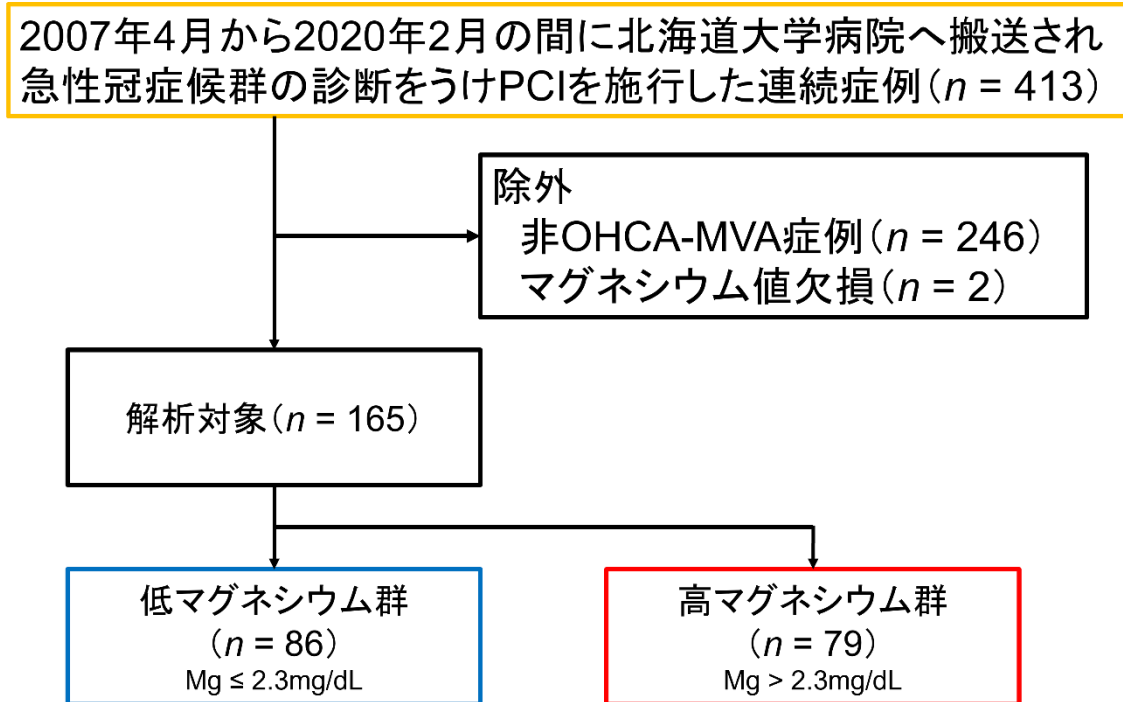 2007年4月から2020年2月の間に北海道大学病院へ搬送され
急性冠症候群の診断をうけPCIを施行した連続症例(n = 413)
除外
非OHCA-MVA症例(n = 246)
マグネシウム値欠損(n = 2)
解析対象(n = 165)
低マグネシウム群
(n = 86)
Mg ≤ 2.3mg/dL
高マグネシウム群
(n = 79)
Mg > 2.3mg/dL